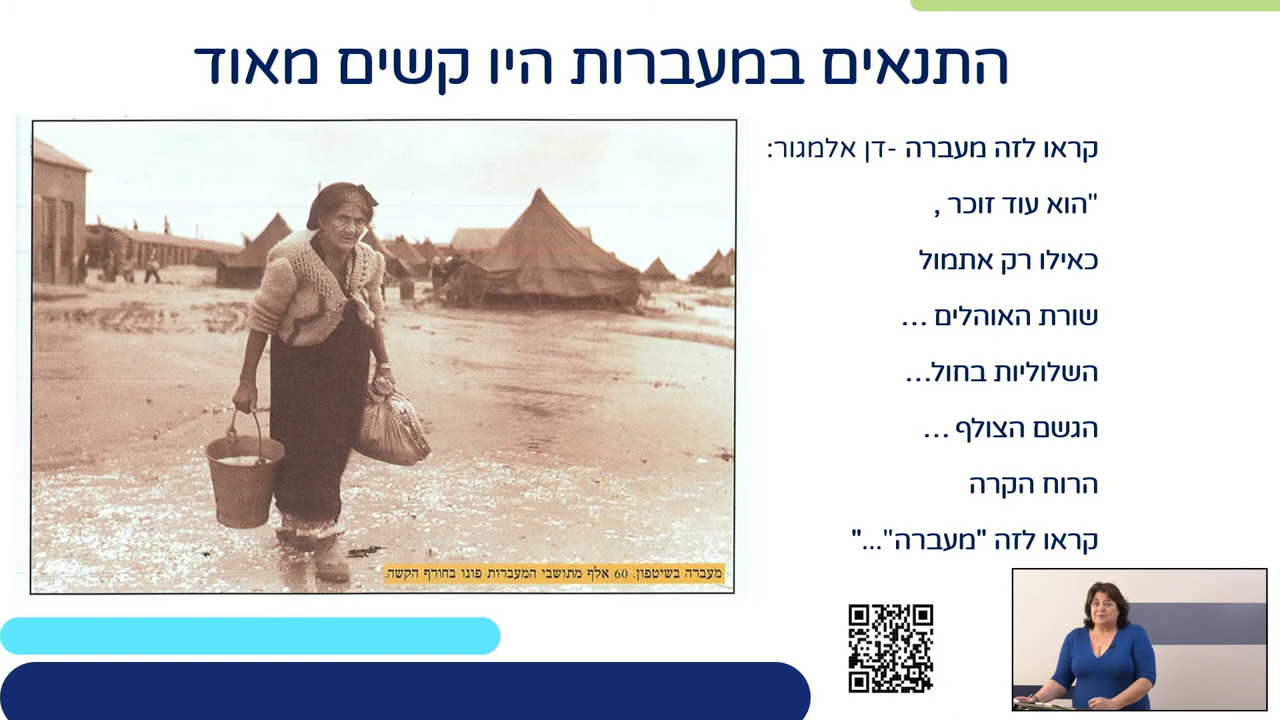 התנאים במעברות היו קשים מאוד
קראו לזה מעברה -דן אלמגור:
"הוא עוד זוכר ,
כאילו רק אתמול
שורת האוהלים ...
השלוליות בחול...
הגשם הצולף ...
הרוח הקרה
קראו לזה "מעברה"..."
מעברה בשיטפון. 60 אלף מתושבי המעברות פונו בחורף הקשה.